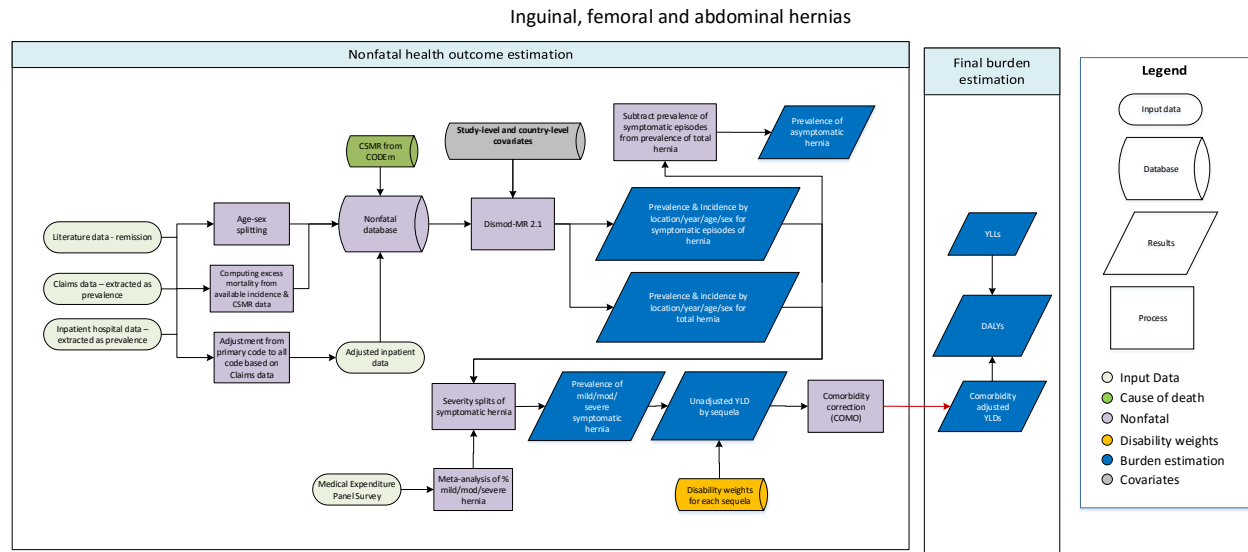 Inguinal, femoral and abdominal hernias
Nonfatal health outcome estimation
Final burden
estimation
Legend
Input data
Database
Results
Process
Input Data
Cause of death
Nonfatal
Disability weights
Burden estimation
Covariates
CSMR from
CODEm
Study-level and country-level
covariates
Subtract prevalence of
symptomatic episodes
from prevalence of total
hernia
Prevalence of
asymptomatic
hernia
Literature data - remission
Age-sex
splitting
Nonfatal
database
Dismod-MR 2.1
Prevalence & Incidence by
location/year/age/sex for
symptomatic episodes of
hernia
YLLs
Claims data – extracted as
prevalence
Computing excess
mortality from
available incidence &
CSMR data
Prevalence & incidence by
location/year/age/sex for
total hernia
DALYs
Inpatient hospital data –
extracted as prevalence
Adjustment from
primary code to all
code based on
Claims data
Adjusted inpatient
data
Severity splits of
symptomatic hernia
Prevalence of
mild/mod/
severe
symptomatic
hernia
Unadjusted YLD
by sequela
Comorbidity
correction
(COMO)
Comorbidity
adjusted
YLDs
Medical Expenditure
Panel Survey
Meta-analysis of %
mild/mod/severe
hernia
Disability weights
for each sequela